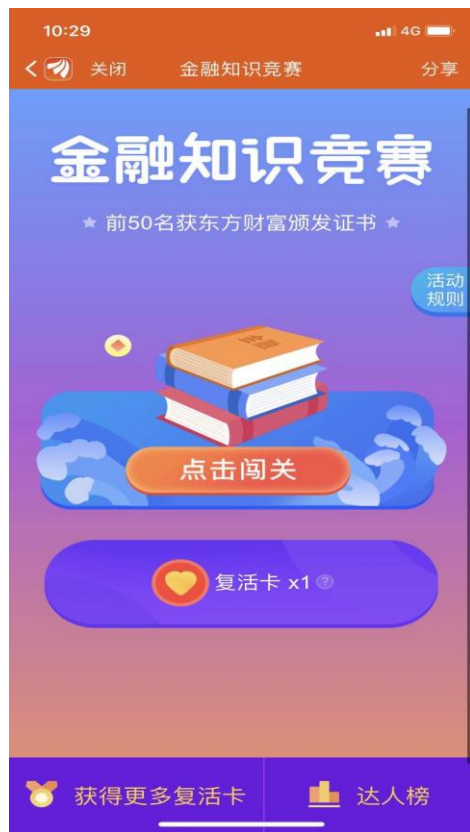 10:29
4G
关闭
金融知识竞赛
分享
金融知识竞赛
前50名获东方财富颁发证书
活动
规则
点击闯关
复活卡 x1 ?
获得更多复活卡
达人榜